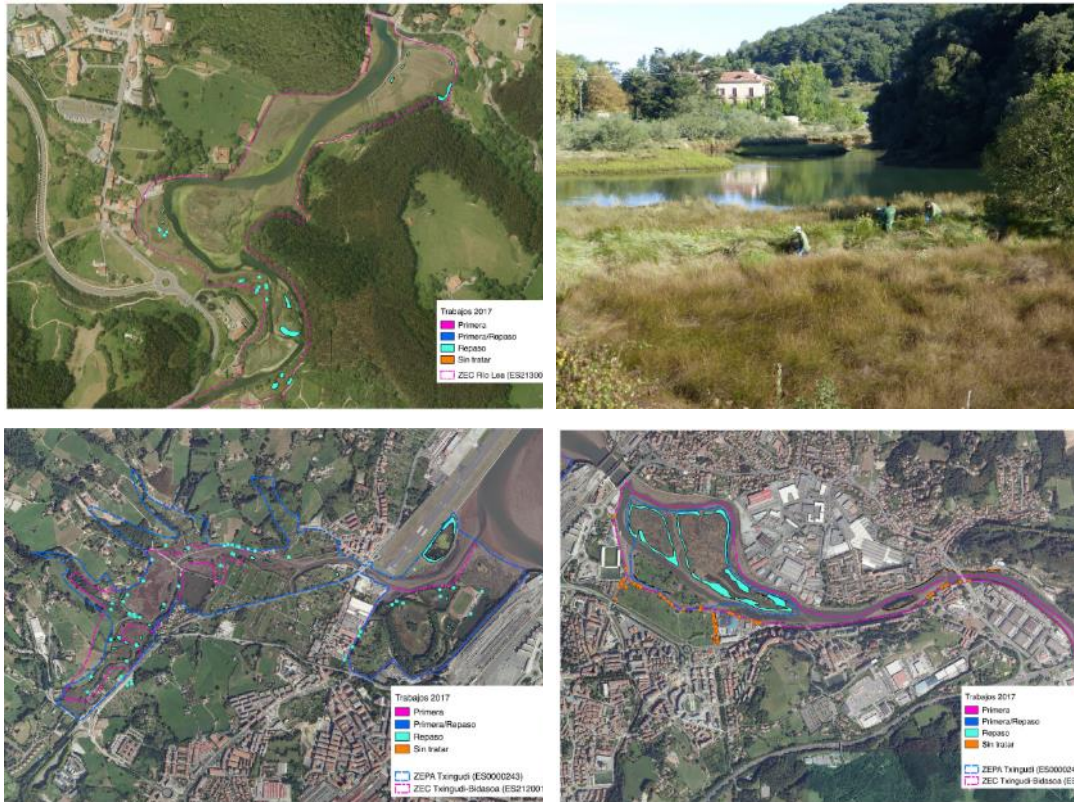 Trabajos 2017
Primera
Primera/Repaso
Repaso
Sin tratar
ZEC Río Lea (ES21300
Trabajos 2017
Primera
Primera/Repaso
Repaso
Sin tratar
ZEPA Txingudi (ES0000243)
ZEC Txingudi-Bidasoa (ES212001
Trabajos 2017
Primera
Primera/Repaso
Repaso
Sin tratar
ZEPA Txingudi (ES000024
ZEC Txingudi-Bidasoa (ES